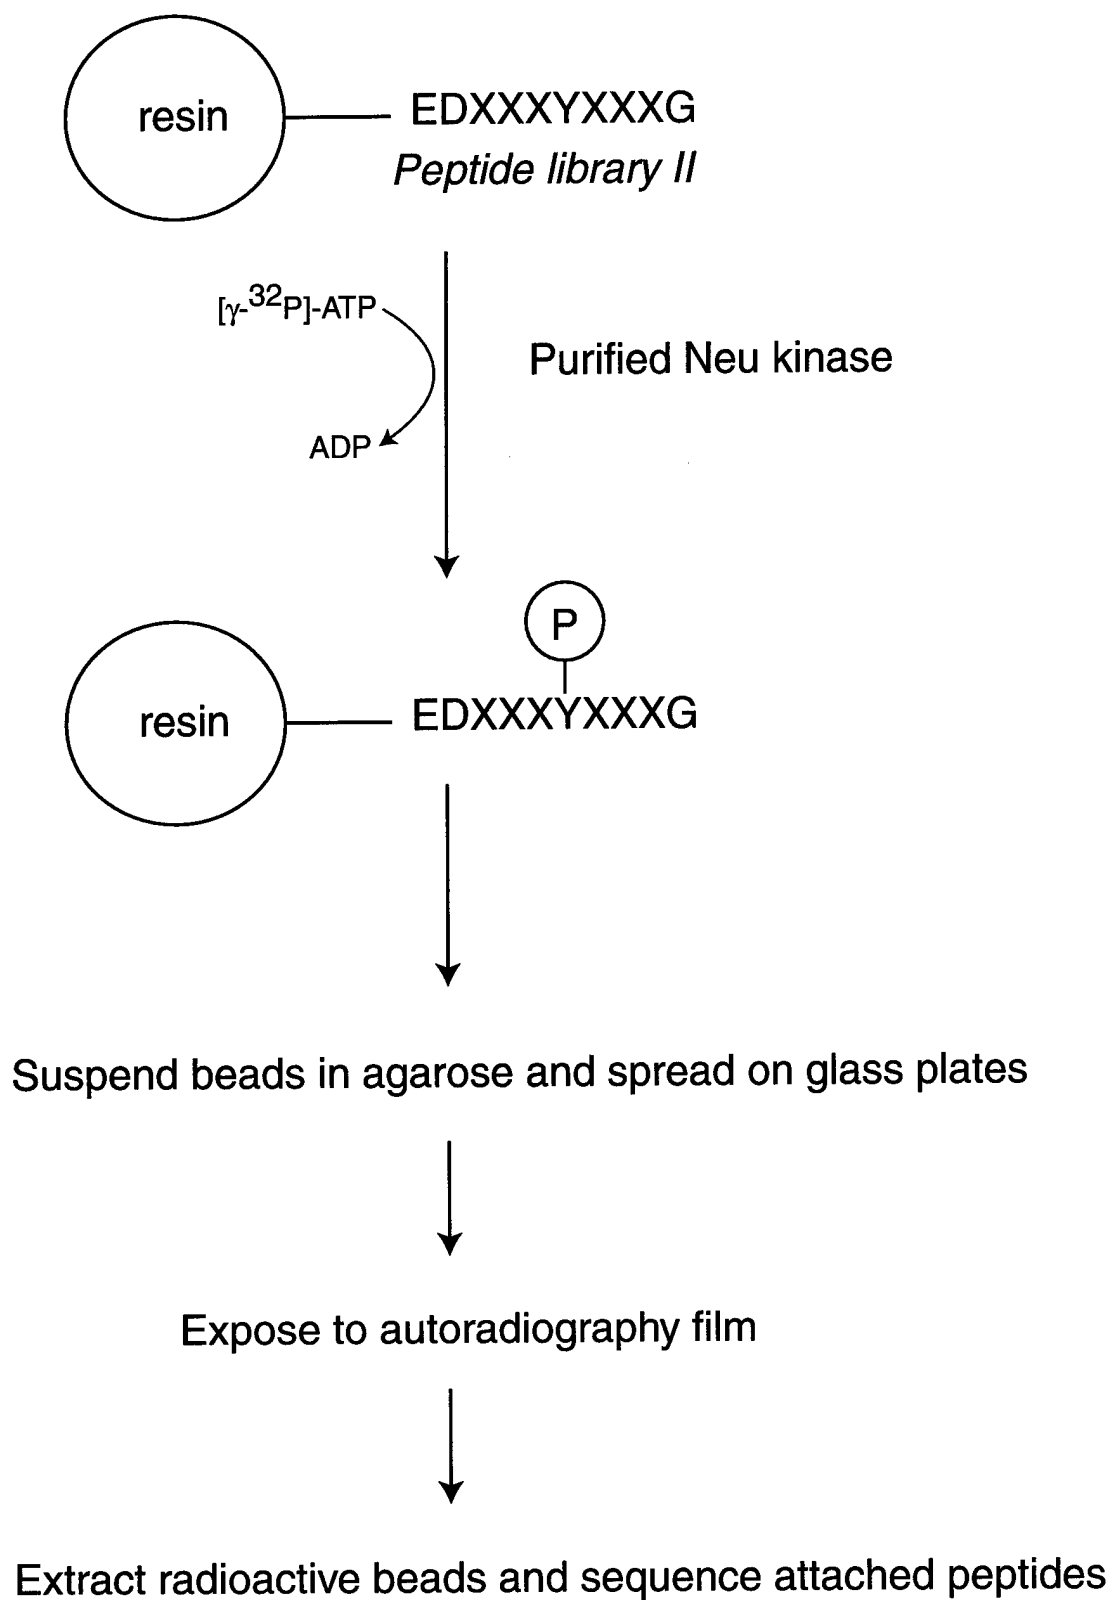 resin
EDXXXYXXXG
Peptide library II
[γ-³²P]-ATP
Purified Neu kinase
ADP
P
resin
EDXXXYXXXG
Suspend beads in agarose and spread on glass plates
Expose to autoradiography film
Extract radioactive beads and sequence attached peptides